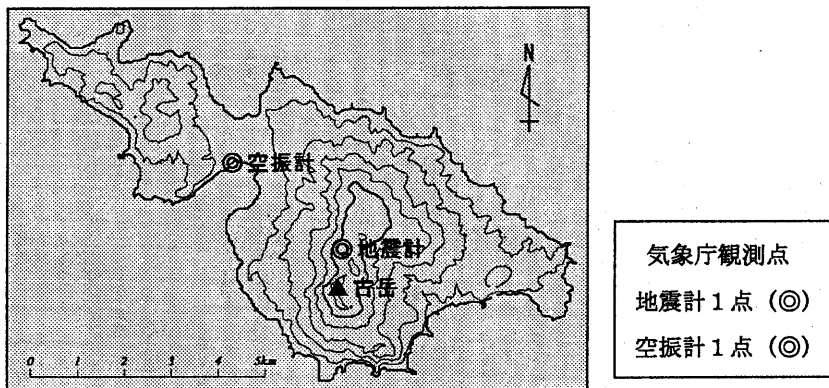 N
◎空振計
◎地震計
▲古岳
0 1 2 3 4 5km
気象庁観測点
地震計1点 (◎)
空振計1点 (◎)